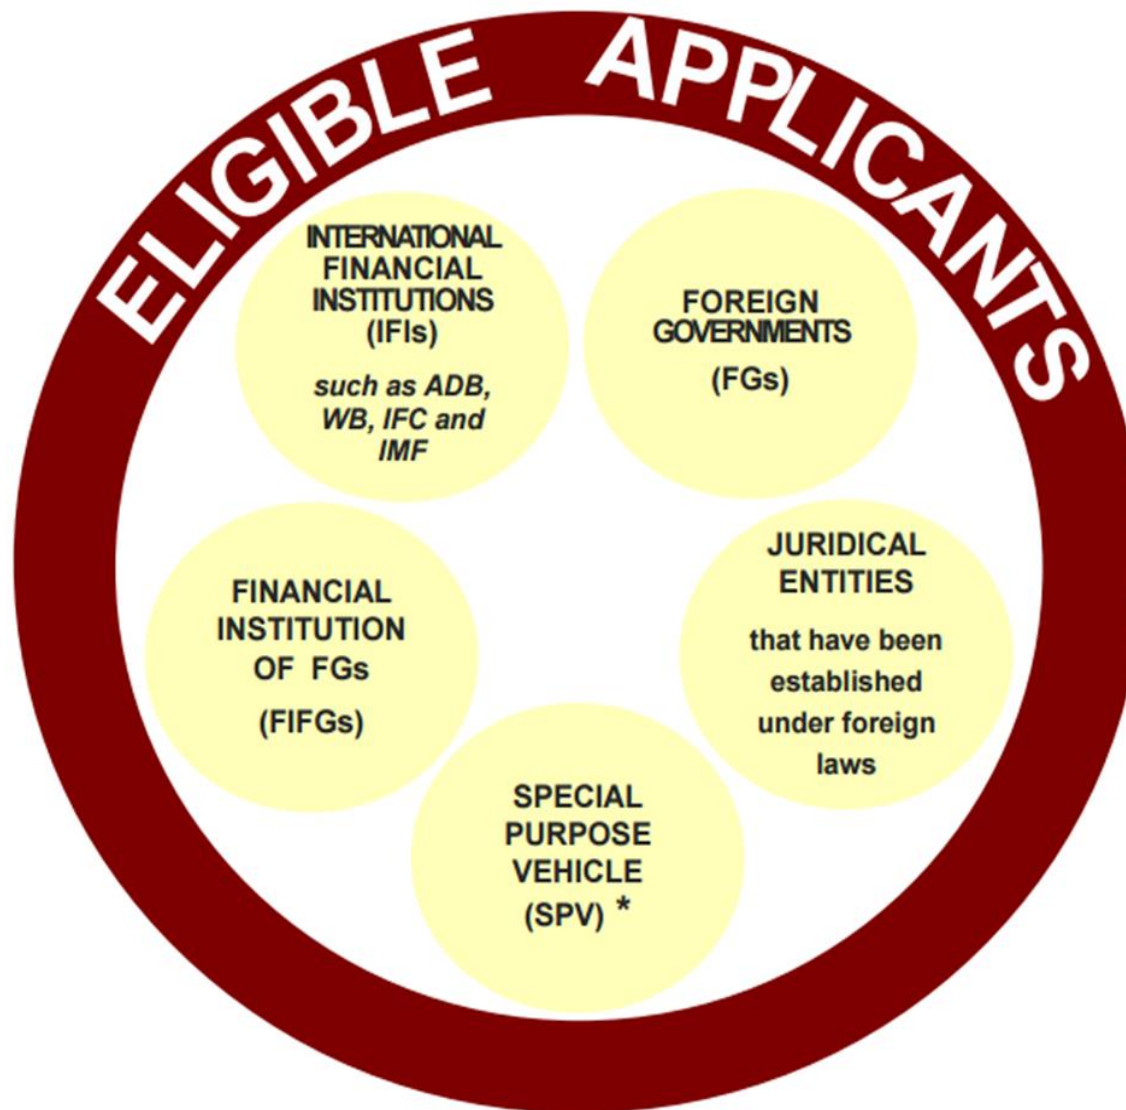 ELIGIBLE APPLICANTS
INTERNATIONAL
FINANCIAL
INSTITUTIONS
(IFIs)
such as ADB,
WB, IFC and
IMF
FOREIGN
GOVERNMENTS
(FGs)
FINANCIAL
INSTITUTION
OF FGs
(FIFGs)
JURIDICAL
ENTITIES
that have been
established
under foreign
laws
SPECIAL
PURPOSE
VEHICLE
(SPV) *